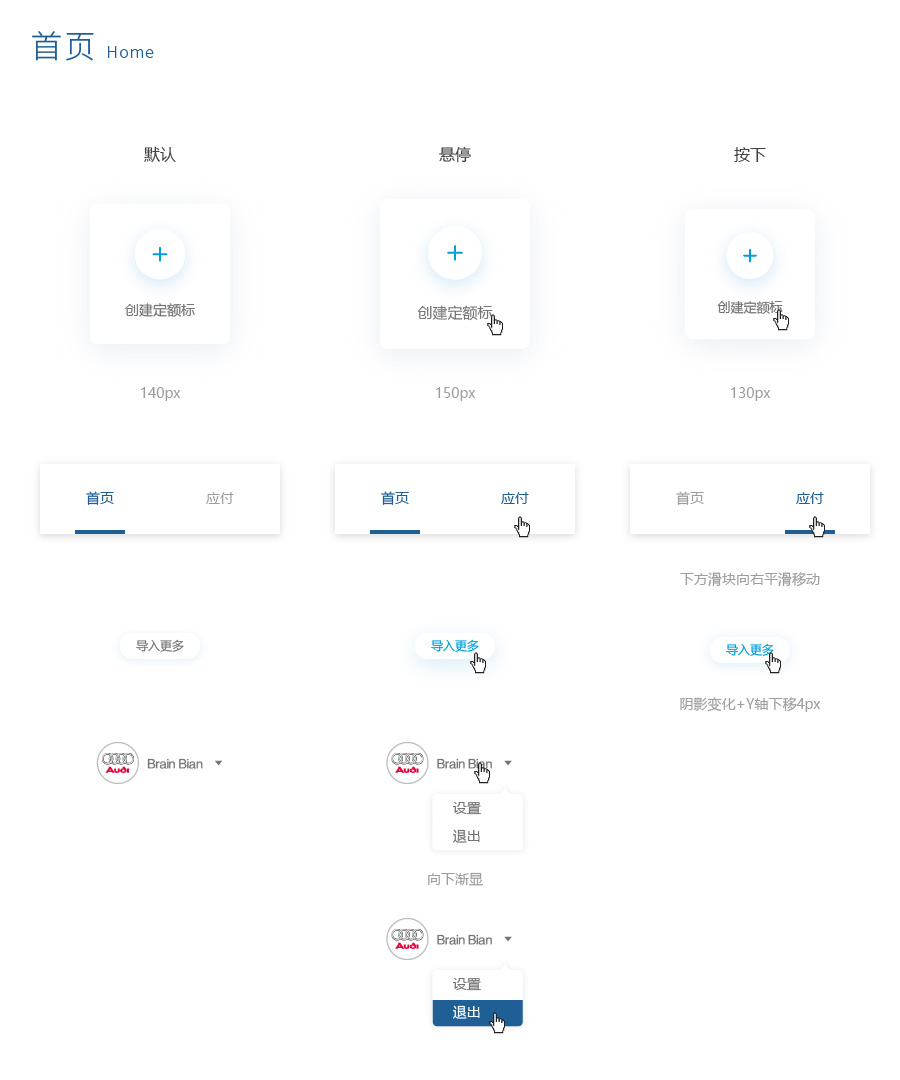 首页 Home
默认 悬停 按下
创建定额标 创建定额标 创建定额标
140px 150px 130px
首页 应付 首页 应付 首页 应付
下方滑块向右平滑移动
导入更多 导入更多 导入更多
阴影变化+Y轴下移4px
Audi Brain Bian Audi Brain Bian
设置
退出
向下渐显
Audi Brain Bian
设置
退出